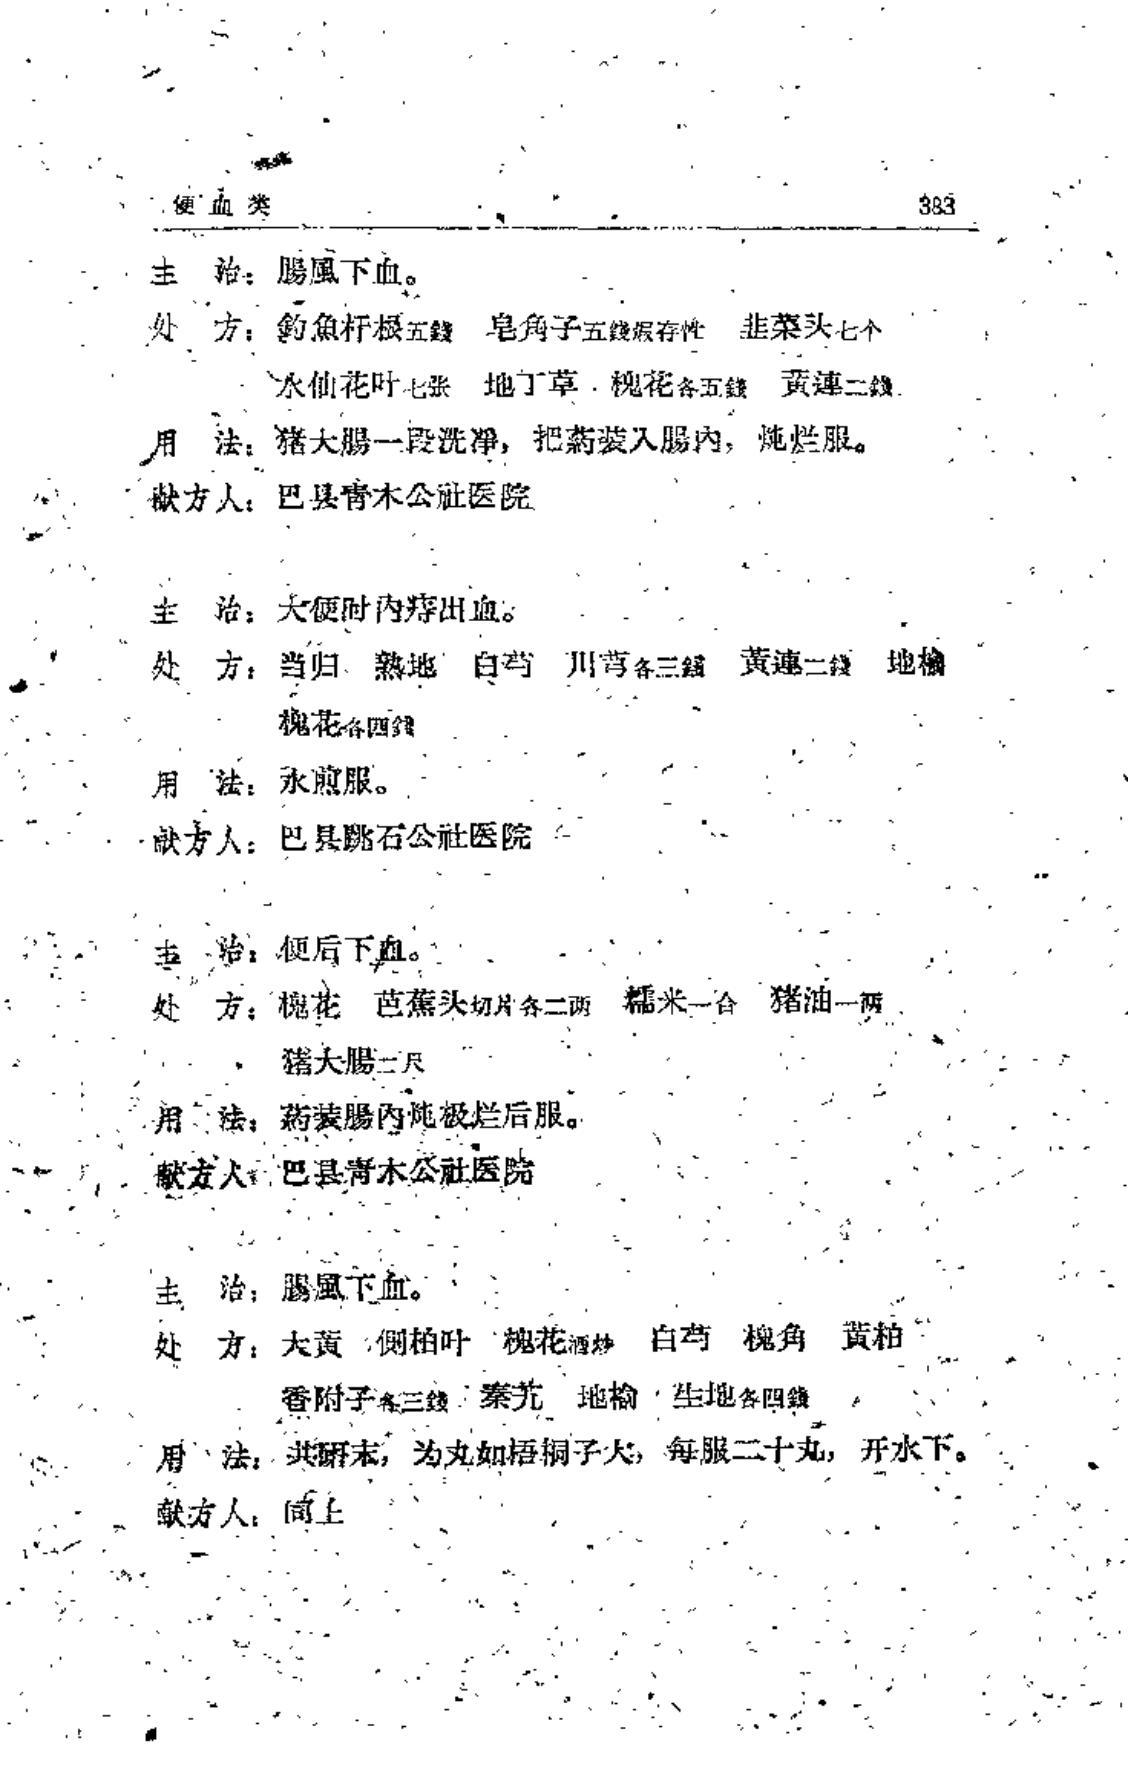 便血类 383
主　治：腸風下血。
处　方：釣魚杆根五錢　皂角子五錢煅存性　韭菜头七个
水仙花叶七张　地丁草　槐花各五錢　黃連二錢
用　法：猪大腸一段洗凈，把葯装入腸內，炖烂服。
献方人：巴县青木公社医院
主　治：大便时內痔出血。
处　方：当归　熟地　白芍　川芎各三錢　黃連二錢　地榆
槐花各四錢
用　法：水煎服。
献方人：巴县跳石公社医院
主　治：便后下血。
处　方：槐花　芭蕉头切片各二两　糯米一合　猪油一两
猪大腸二尺
用　法：葯装腸內炖极烂后服。
献方人：巴县青木公社医院
主　治：腸風下血。
处　方：大黃　側柏叶　槐花酒炒　白芍　槐角　黃柏
香附子各三錢　秦艽　地榆　生地各四錢
用　法：共研末，为丸如梧桐子大，每服二十丸，开水下。
献方人：同上